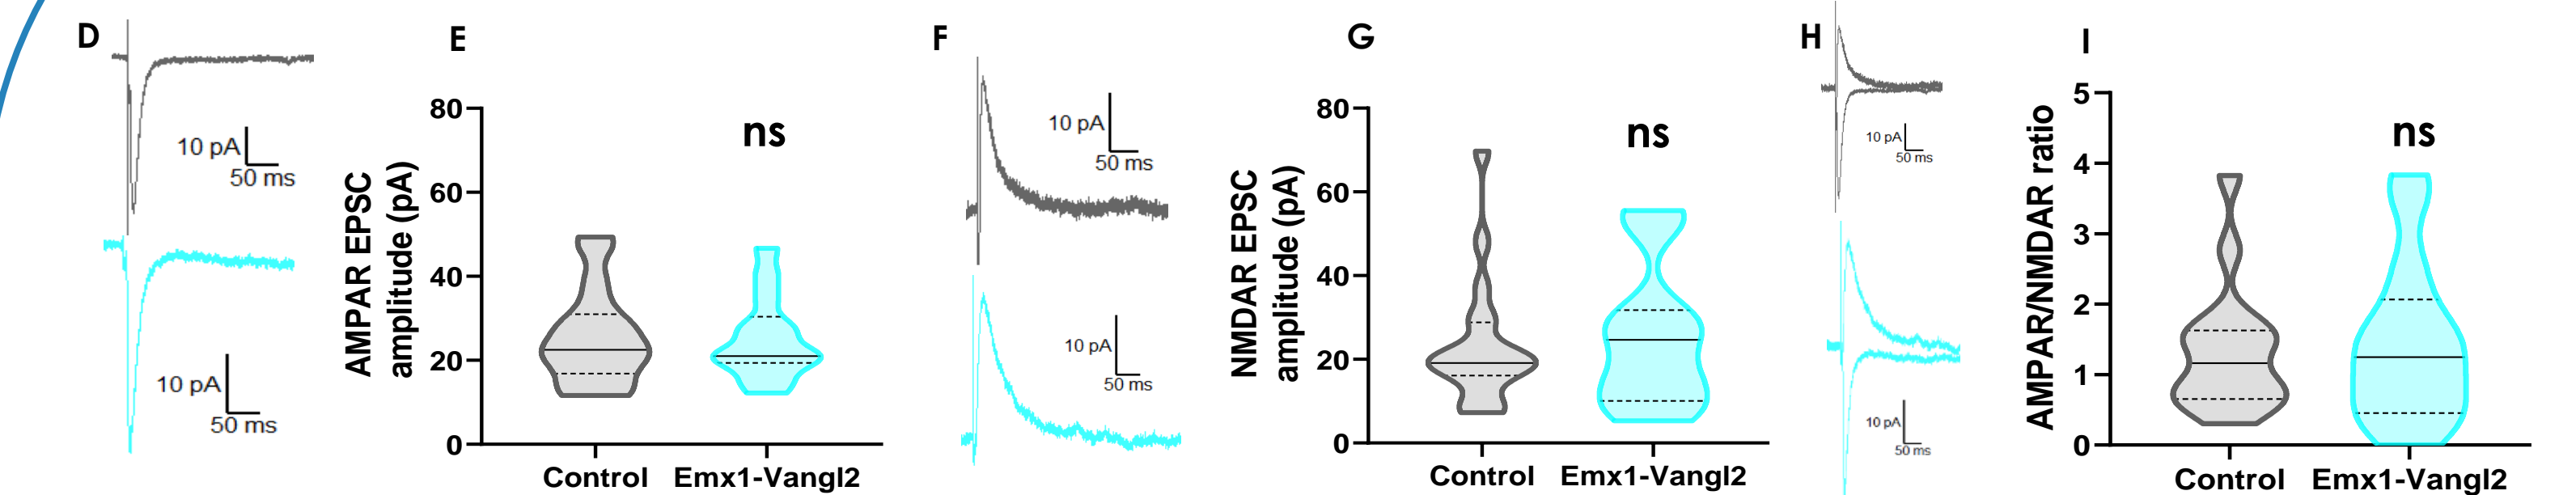 D
10 pA
50 ms
10 pA
50 ms
E
AMPAR EPSC
amplitude (pA)
80
60
40
20
0
ns
Control
Emx1-Vangl2
F
10 pA
50 ms
10 pA
50 ms
G
NMDAR EPSC
amplitude (pA)
80
60
40
20
0
ns
Control
Emx1-Vangl2
H
10 pA
50 ms
10 pA
50 ms
I
AMPAR/NMDAR ratio
5
4
3
2
1
0
ns
Control
Emx1-Vangl2